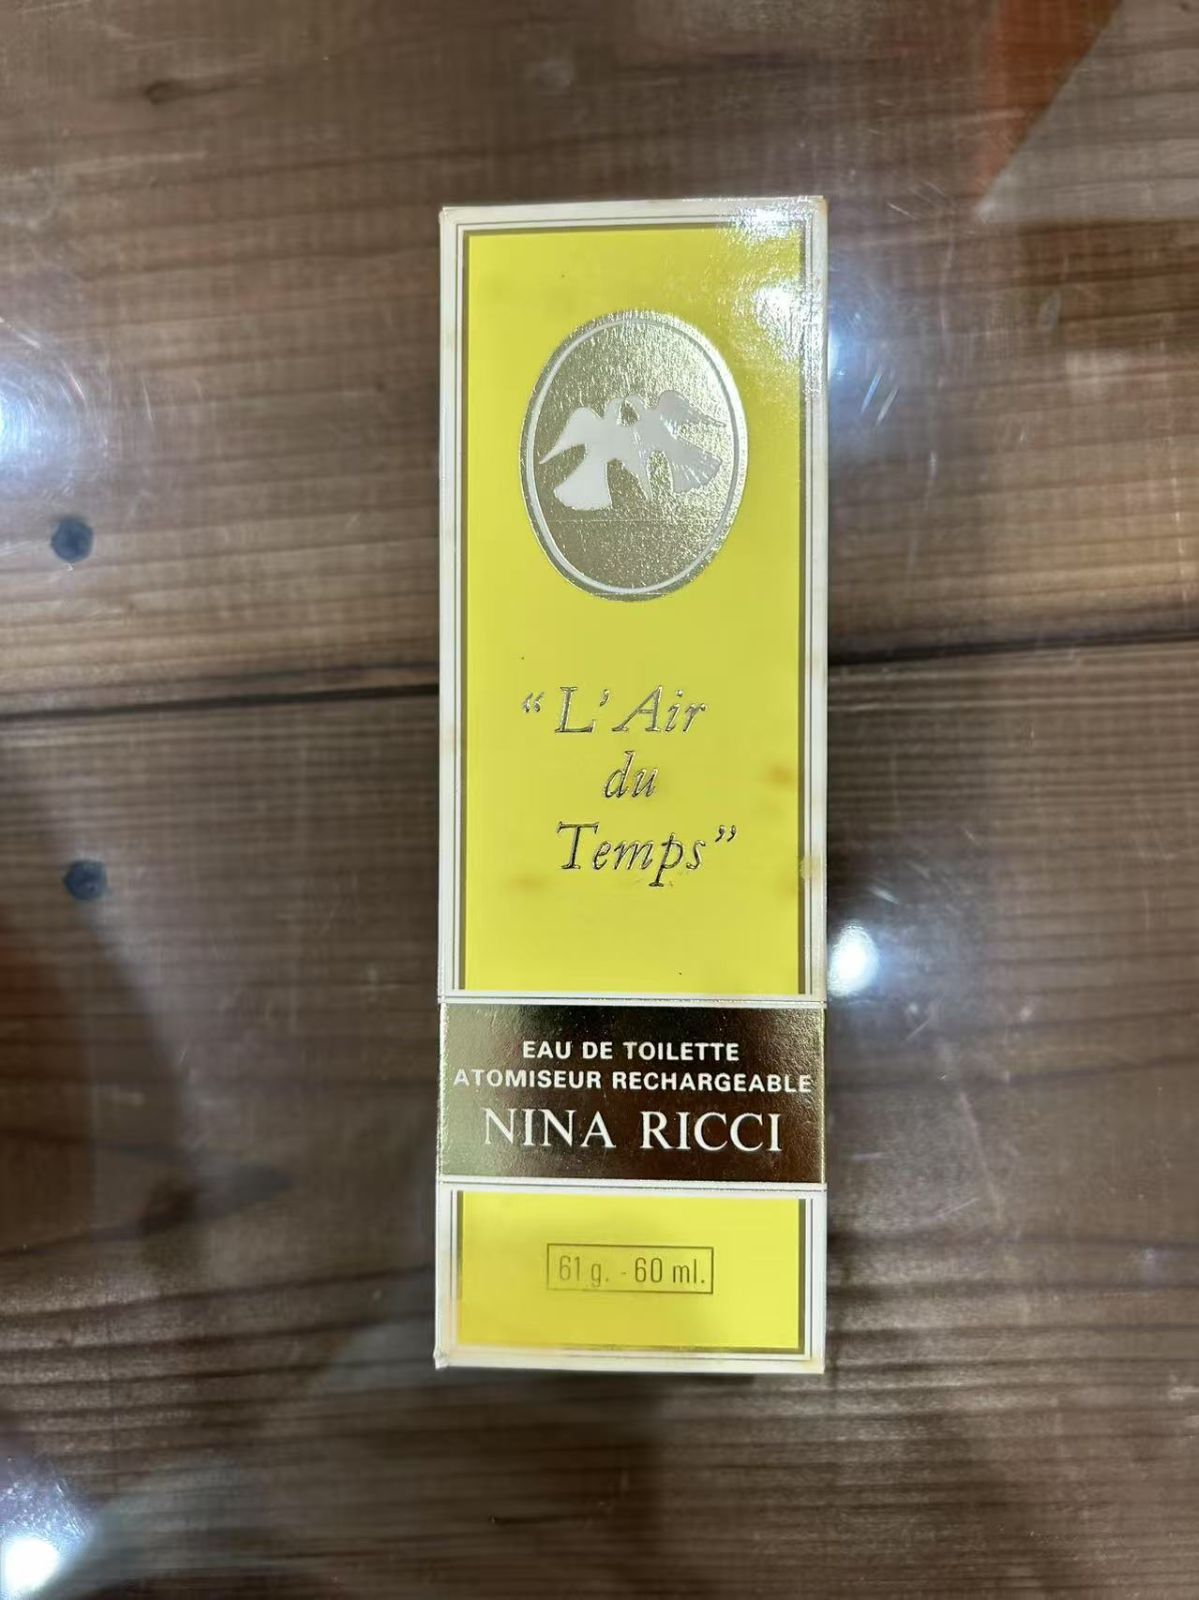 “L’Air
du
Temps”
EAU DE TOILETTE
ATOMISEUR RECHARGEABLE
NINA RICCI
61 g. - 60 ml.